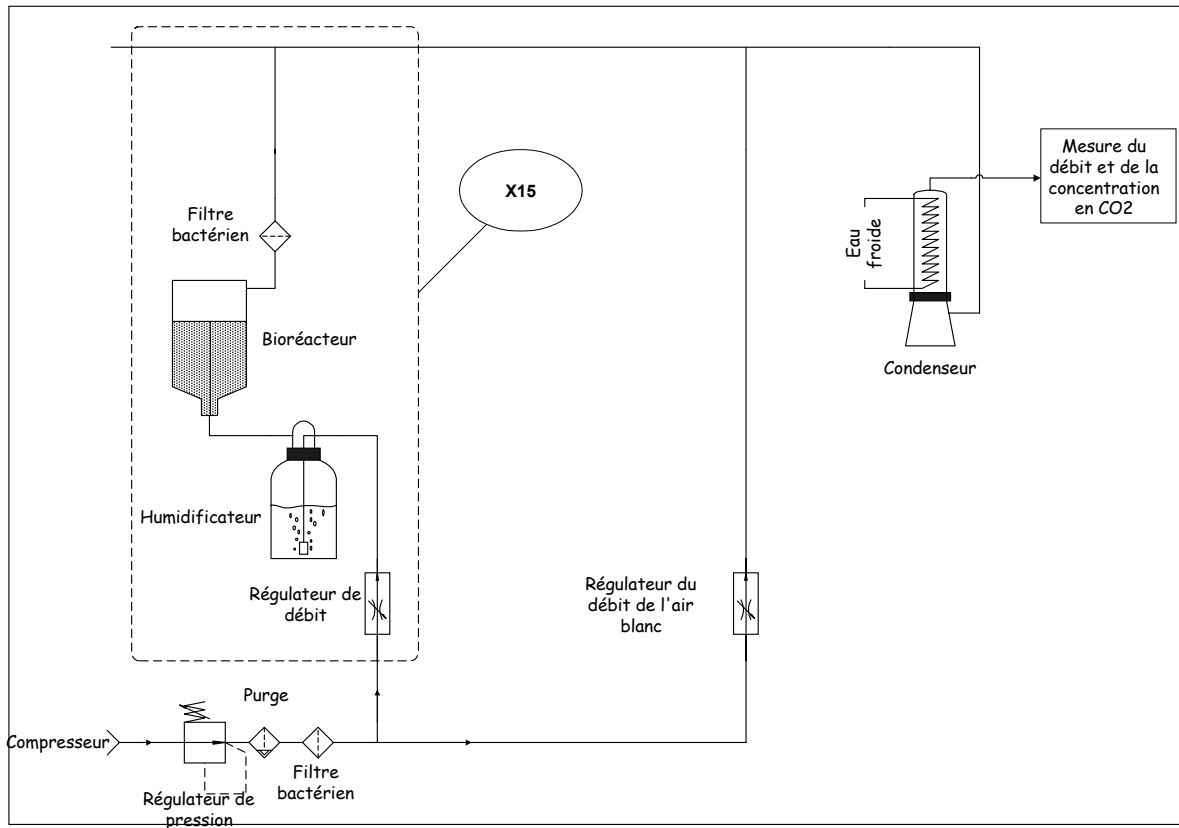 X15
Mesure du
débit et de la
concentration
en CO2
Filtre
bactérien
Eau
froide
Bioréacteur
Condenseur
Humidificateur
Régulateur de
débit
Régulateur du
débit de l'air
blanc
Purge
Compresseur
Filtre
bactérien
Régulateur de
pression